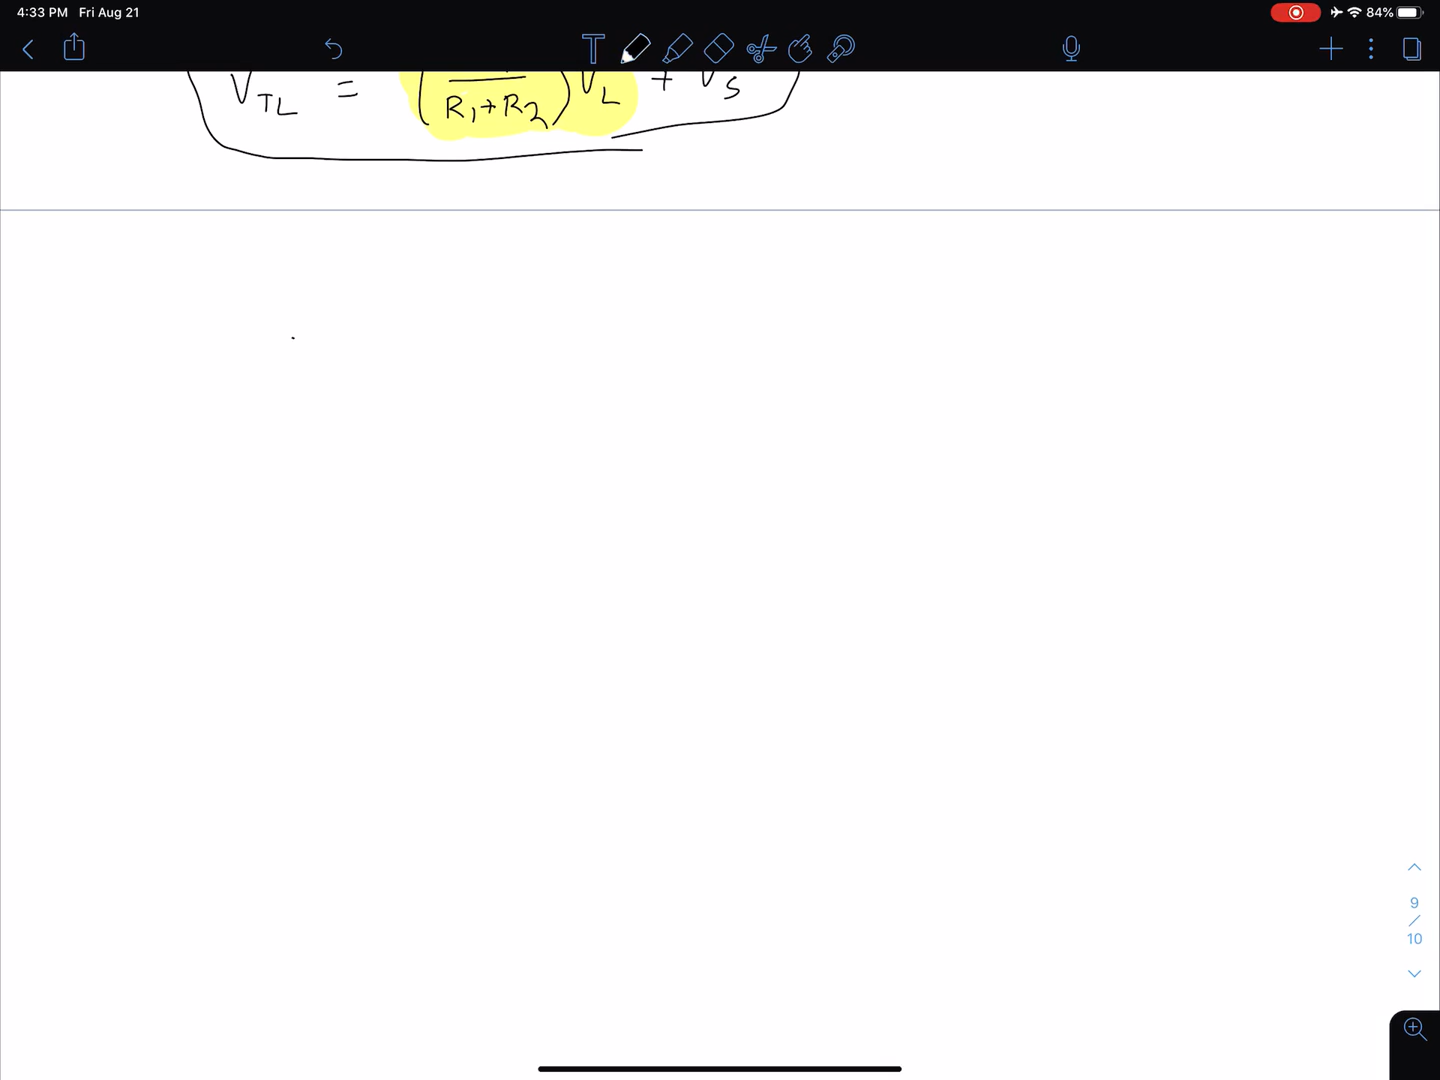 4:33 PM Fri Aug 21 84%
V_TL = (/ R₁+R₂) V_L + V_S
9
/
10